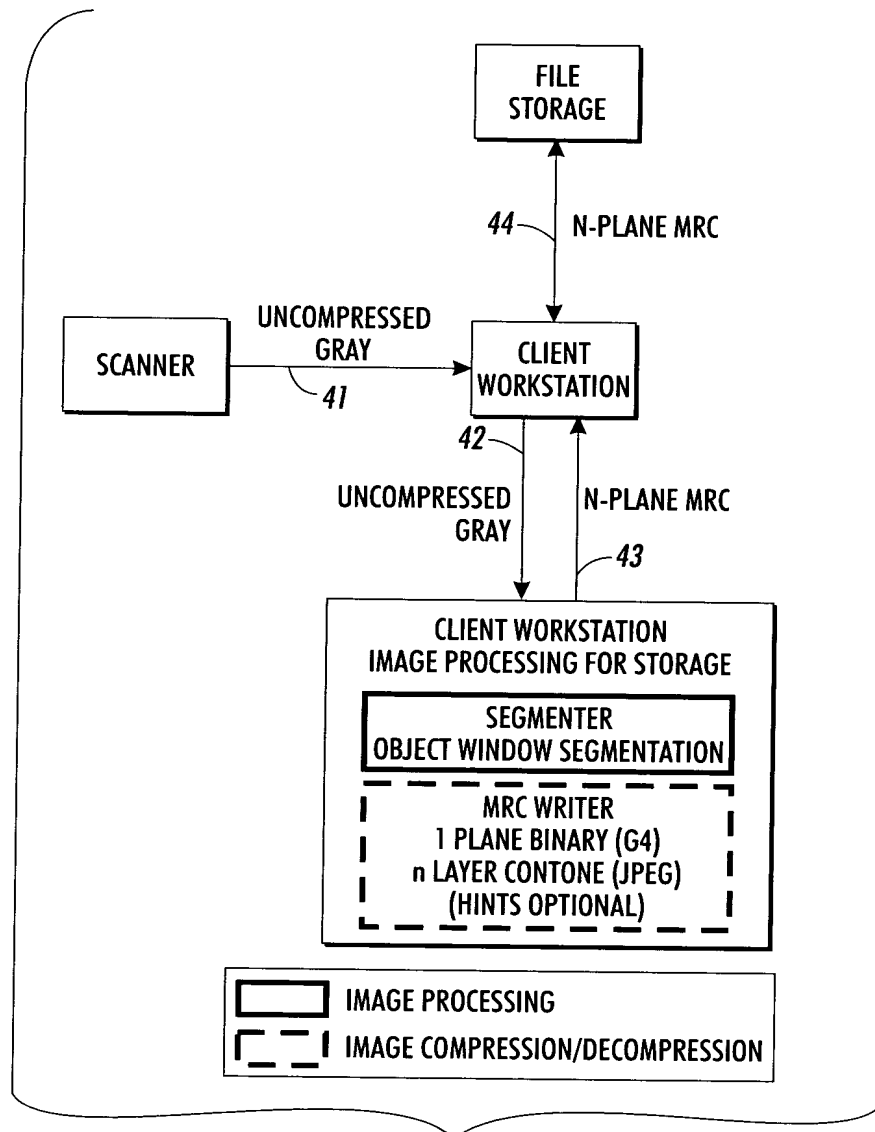 FILE
STORAGE
44
N-PLANE MRC
SCANNER
UNCOMPRESSED
GRAY
41
CLIENT
WORKSTATION
42
UNCOMPRESSED
GRAY
N-PLANE MRC
43
CLIENT WORKSTATION
IMAGE PROCESSING FOR STORAGE
SEGMENTER
OBJECT WINDOW SEGMENTATION
MRC WRITER
1 PLANE BINARY (G4)
n LAYER CONTONE (JPEG)
(HINTS OPTIONAL)
IMAGE PROCESSING
IMAGE COMPRESSION/DECOMPRESSION